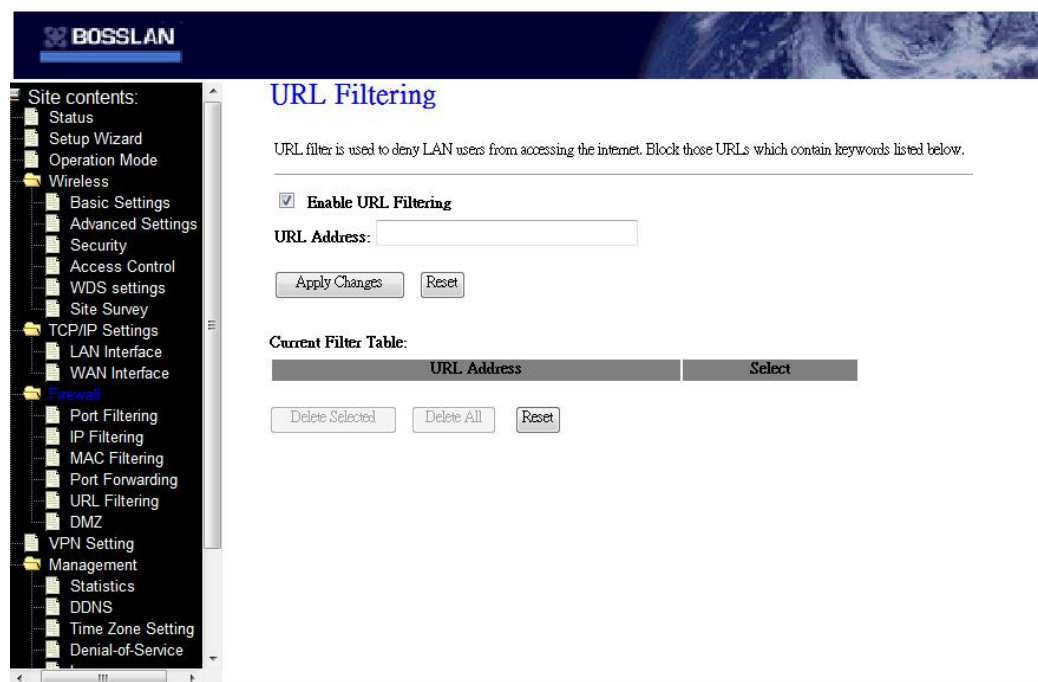 BOSSLAN
Site contents:
Status
Setup Wizard
Operation Mode
Wireless
Basic Settings
Advanced Settings
Security
Access Control
WDS settings
Site Survey
TCP/IP Settings
LAN Interface
WAN Interface
Firewall
Port Filtering
IP Filtering
MAC Filtering
Port Forwarding
URL Filtering
DMZ
VPN Setting
Management
Statistics
DDNS
Time Zone Setting
Denial-of-Service
URL Filtering
URL filter is used to deny LAN users from accessing the internet. Block those URLs which contain keywords listed below.
Enable URL Filtering
URL Address:
Apply Changes Reset
Current Filter Table:
URL Address Select
Delete Selected Delete All Reset